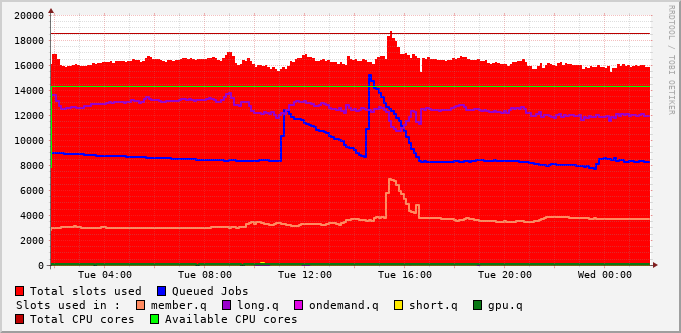 20000
18000
16000
14000
12000
10000
8000
6000
4000
2000
0
Tue 04:00 Tue 08:00 Tue 12:00 Tue 16:00 Tue 20:00 Wed 00:00
Total slots used Queued Jobs
Slots used in : member.q long.q ondemand.q short.q gpu.q
Total CPU cores Available CPU cores
RRDTOOL / TOBI OETIKER